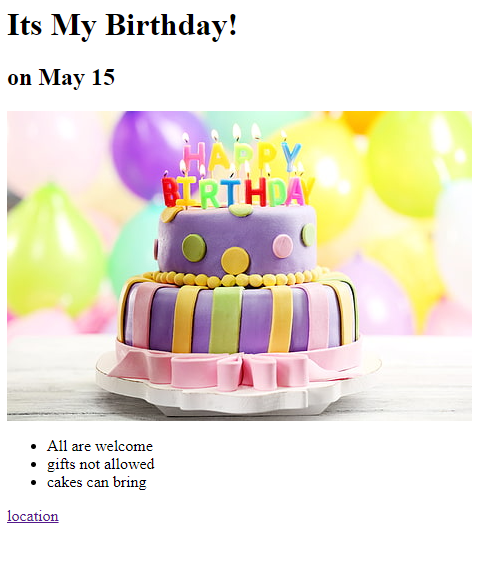 Its My Birthday!
on May 15
HAPPY
BIRTHDAY
All are welcome
gifts not allowed
cakes can bring
location